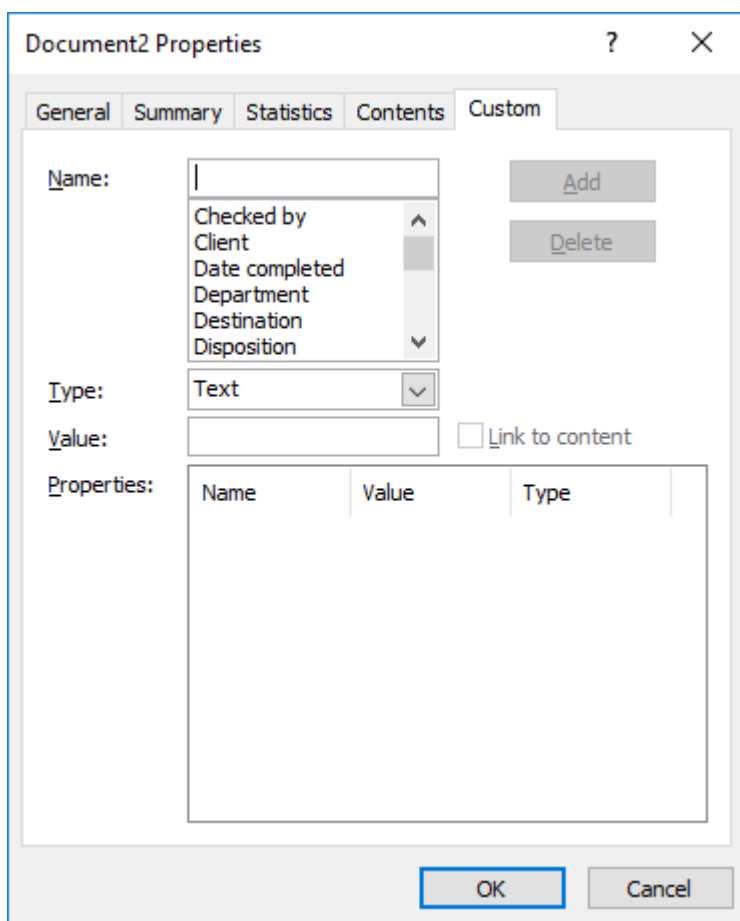 Document2 Properties ?
General Summary Statistics Contents Custom
Name: Add
Checked by
Client
Delete
Date completed
Department
Destination
Disposition
Type: Text
Value: Link to content
Properties:
Name Value Type
OK Cancel